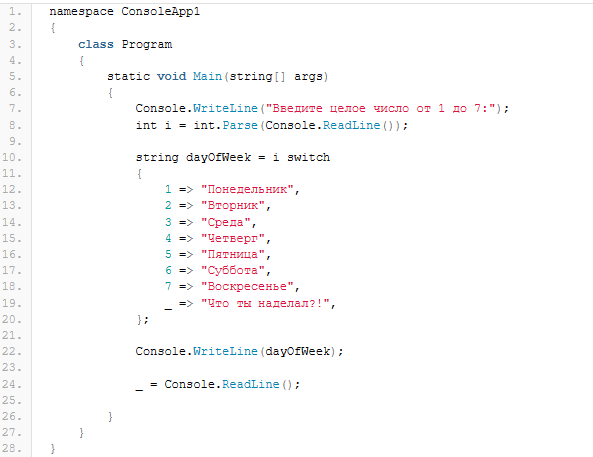 1. namespace ConsoleApp1
2. {
3.     class Program
4.     {
5.         static void Main(string[] args)
6.         {
7.             Console.WriteLine("Введите целое число от 1 до 7:");
8.             int i = int.Parse(Console.ReadLine());
9.
10.             string dayOfWeek = i switch
11.             {
12.                 1 => "Понедельник",
13.                 2 => "Вторник",
14.                 3 => "Среда",
15.                 4 => "Четверг",
16.                 5 => "Пятница",
17.                 6 => "Суббота",
18.                 7 => "Воскресенье",
19.                 _ => "Что ты наделал?!",
20.             };
21.
22.             Console.WriteLine(dayOfWeek);
23.
24.             _ = Console.ReadLine();
25.
26.         }
27.     }
28. }